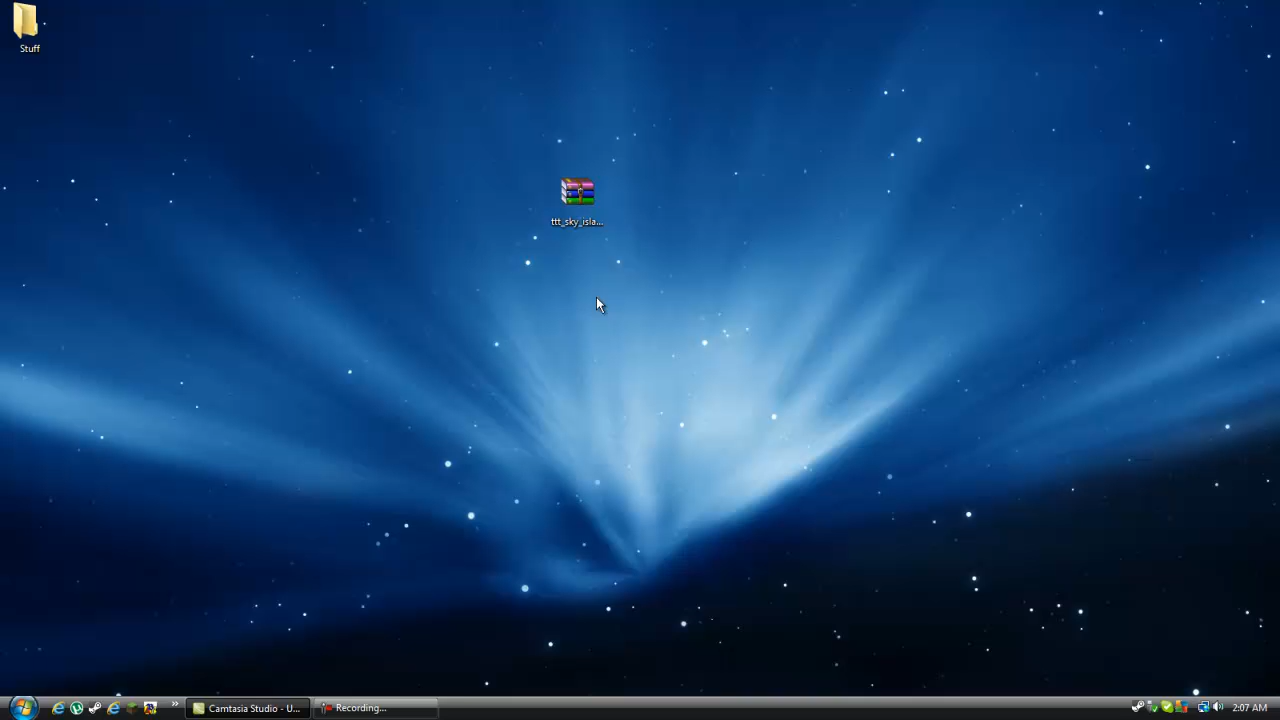 Stuff
ttt_sky_isla...
Camtasia Studio - U...
Recording...
2:07 AM